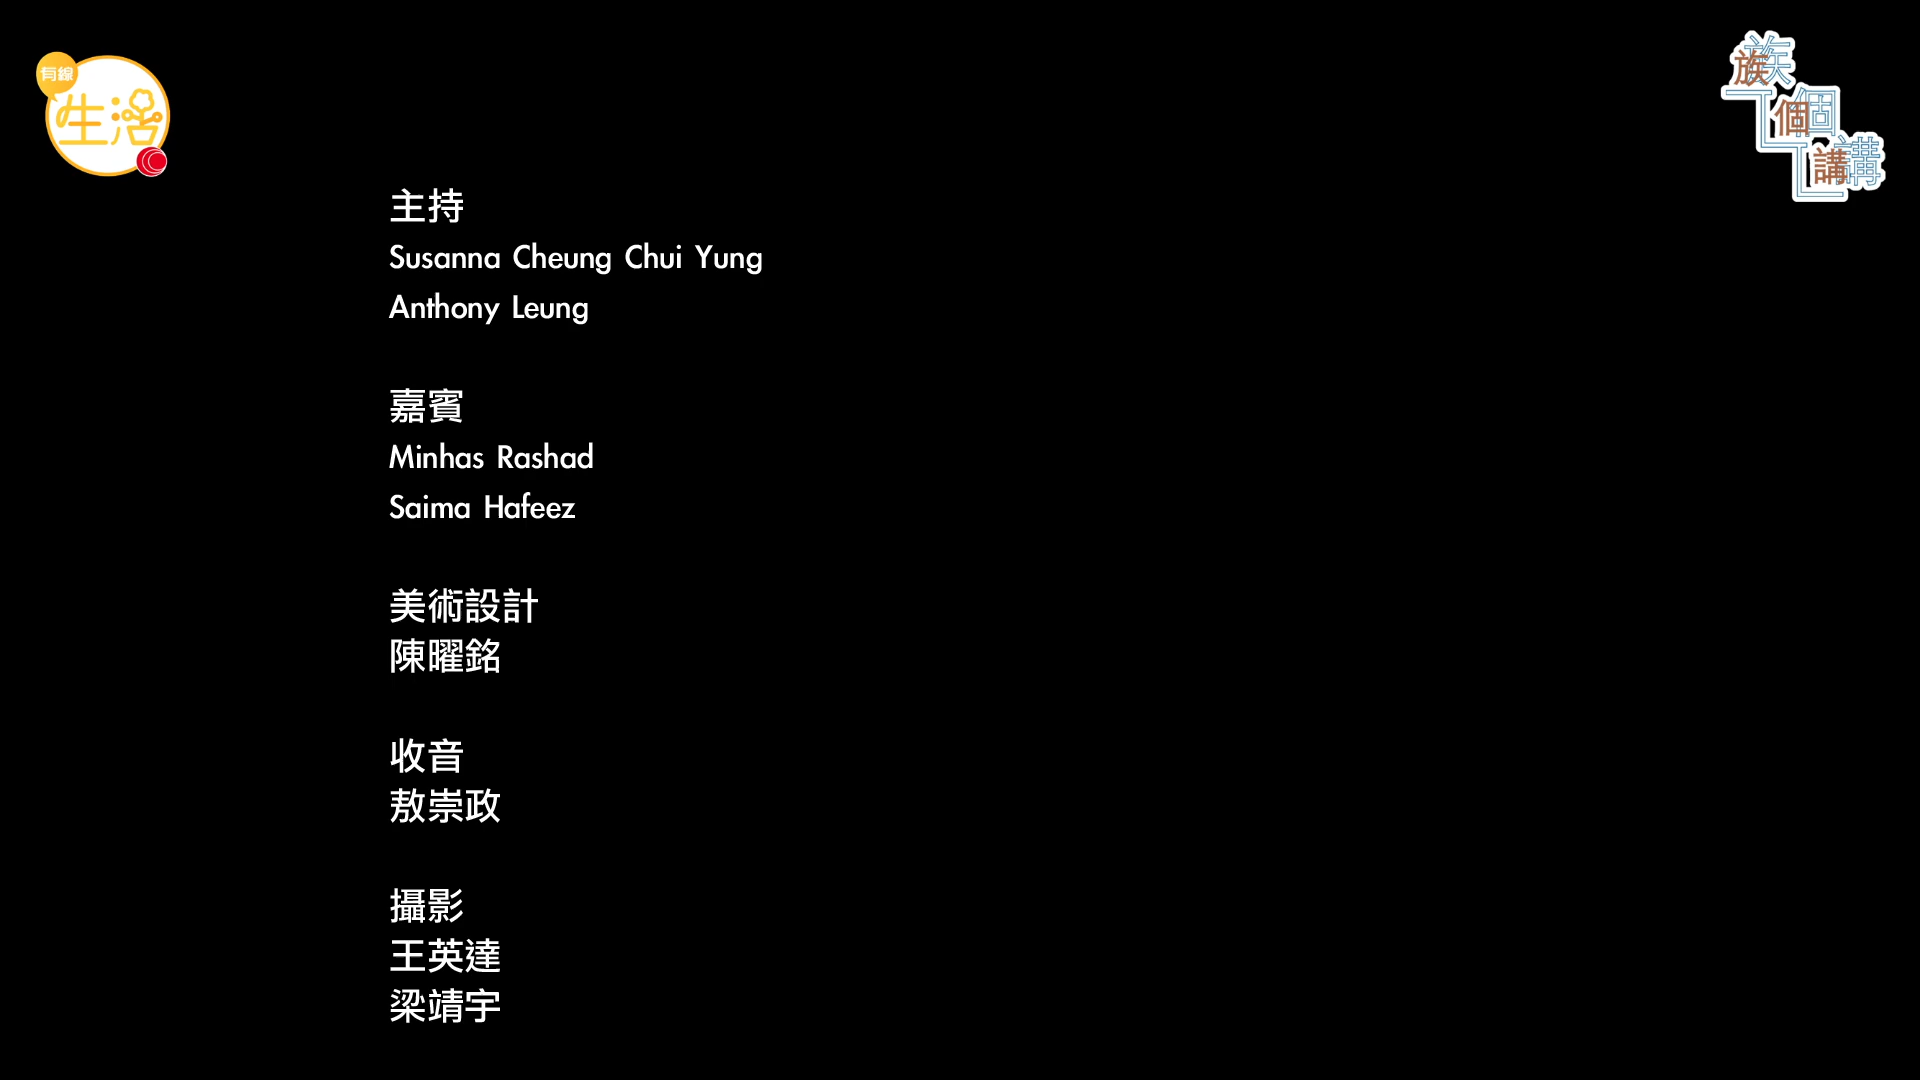 有線
生活
族個講
主持
Susanna Cheung Chui Yung
Anthony Leung
嘉賓
Minhas Rashad
Saima Hafeez
美術設計
陳曜銘
收音
敖崇政
攝影
王英達
梁靖宇